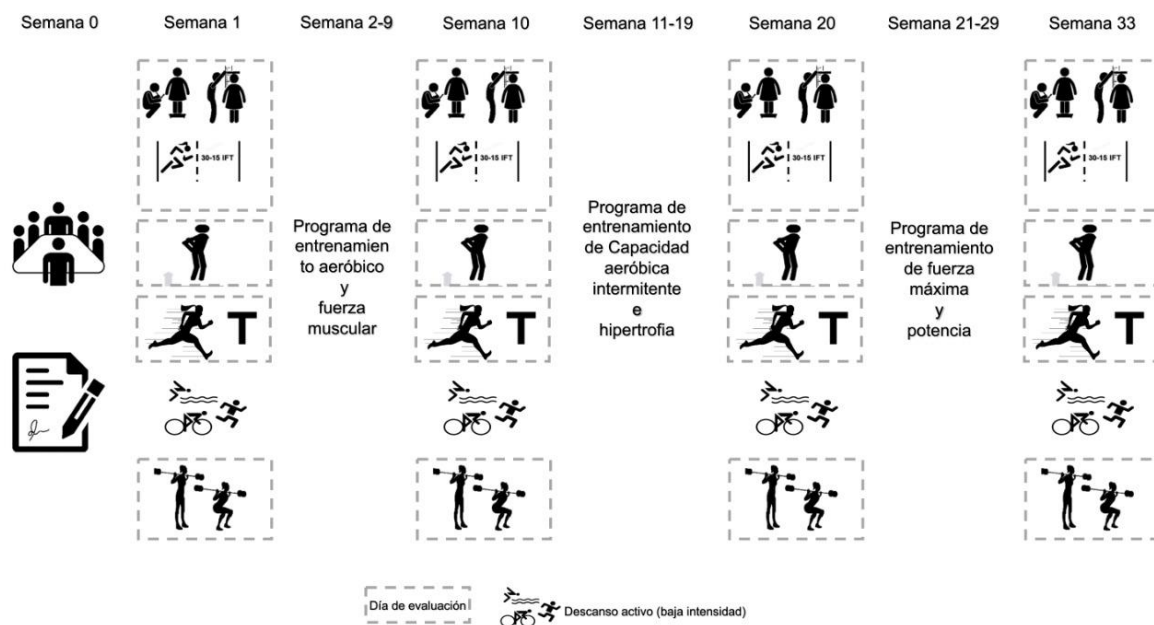 Semana 0
Semana 1
Semana 2-9
Semana 10
Semana 11-19
Semana 20
Semana 21-29
Semana 33
30-15 IFT
30-15 IFT
30-15 IFT
30-15 IFT
Programa de
entrenamien
to aeróbico
y
fuerza
muscular
Programa de
entrenamiento
de Capacidad
aeróbica
intermitente
e
hipertrofia
Programa de
entrenamiento
de fuerza
máxima
y
potencia
T
T
T
T
Día de evaluación
Descanso activo (baja intensidad)